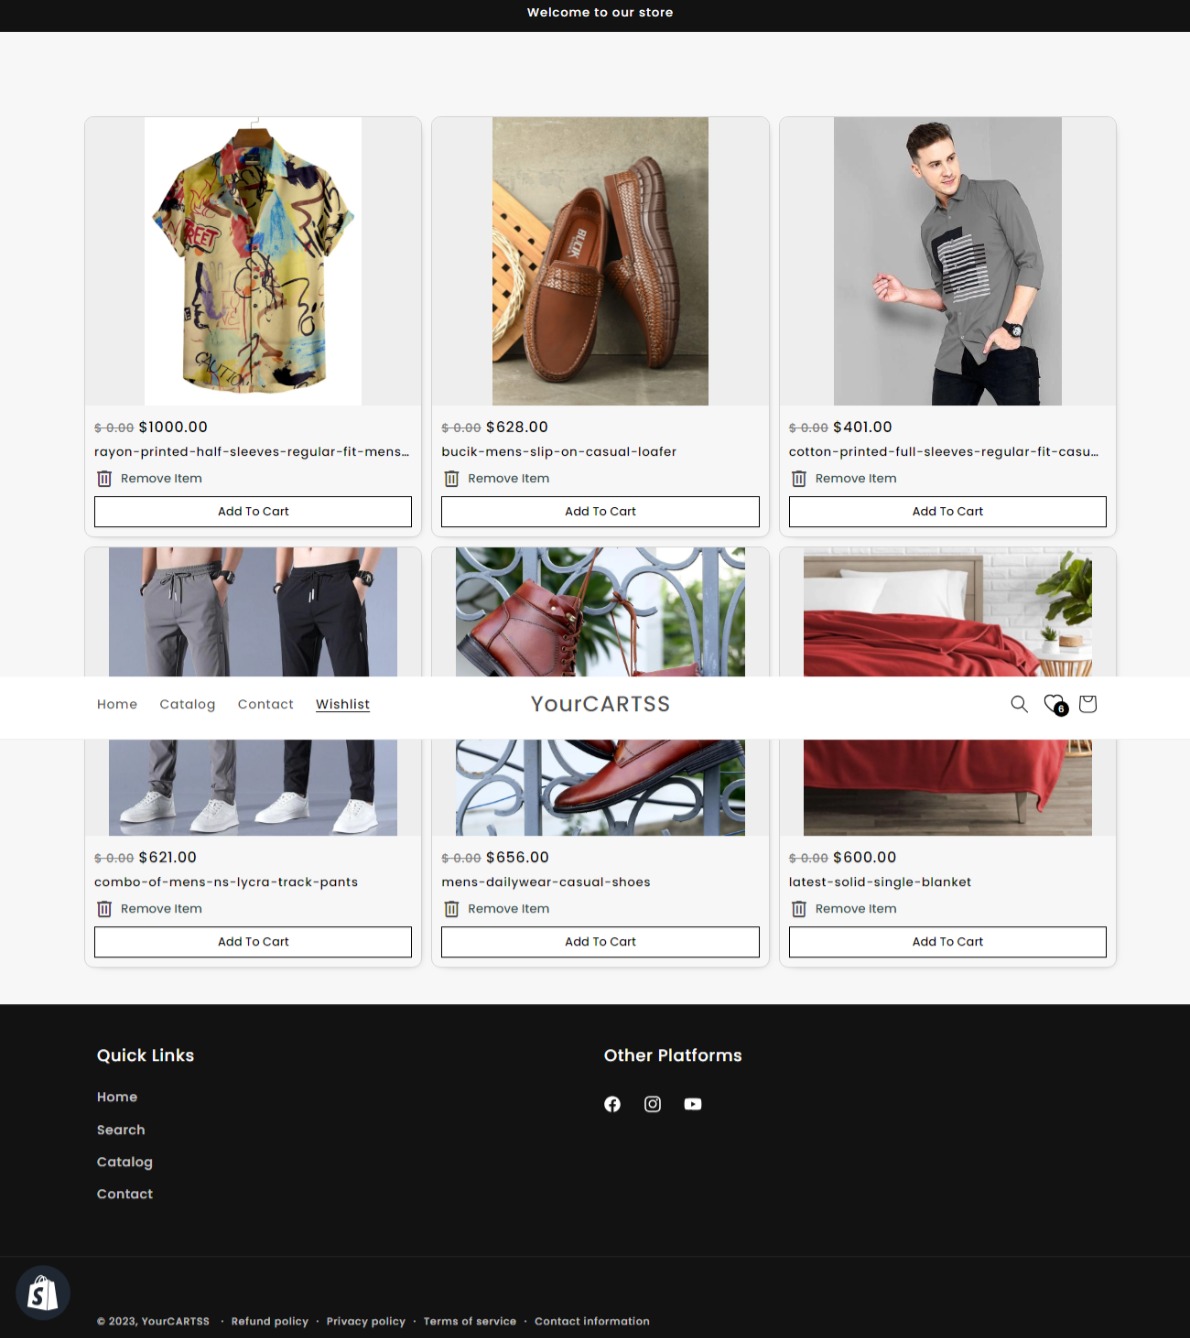 Welcome to our store
REET
CAUTIO
BUCIK
$ 0.00 $1000.00
$ 0.00 $628.00
$ 0.00 $401.00
rayon-printed-half-sleeves-regular-fit-mens...
bucik-mens-slip-on-casual-loafer
cotton-printed-full-sleeves-regular-fit-casu...
Remove Item
Remove Item
Remove Item
Add To Cart
Add To Cart
Add To Cart
Home Catalog Contact Wishlist
YourCARTSS
6
$ 0.00 $621.00
$ 0.00 $656.00
$ 0.00 $600.00
combo-of-mens-ns-lycra-track-pants
mens-dailywear-casual-shoes
latest-solid-single-blanket
Remove Item
Remove Item
Remove Item
Add To Cart
Add To Cart
Add To Cart
Quick Links
Other Platforms
Home
Search
Catalog
Contact
S
© 2023, YourCARTSS · Refund policy · Privacy policy · Terms of service · Contact information